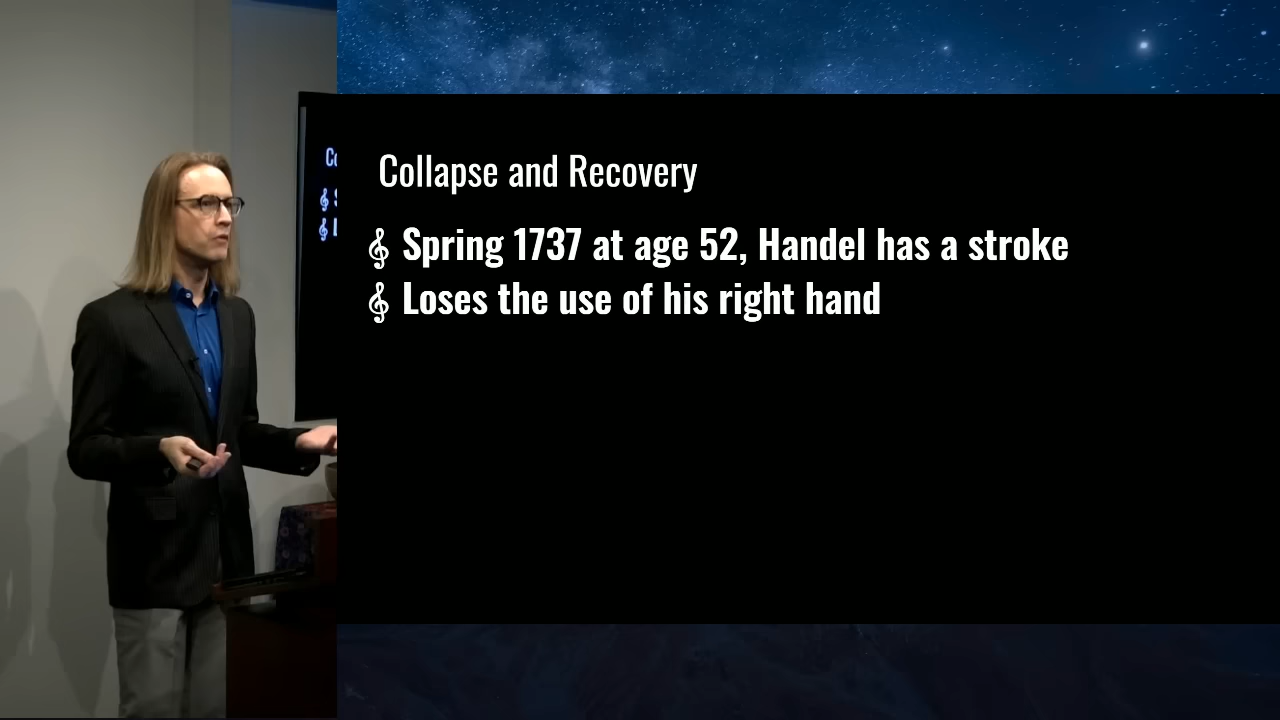 Collapse and Recovery
Spring 1737 at age 52, Handel has a stroke
Loses the use of his right hand